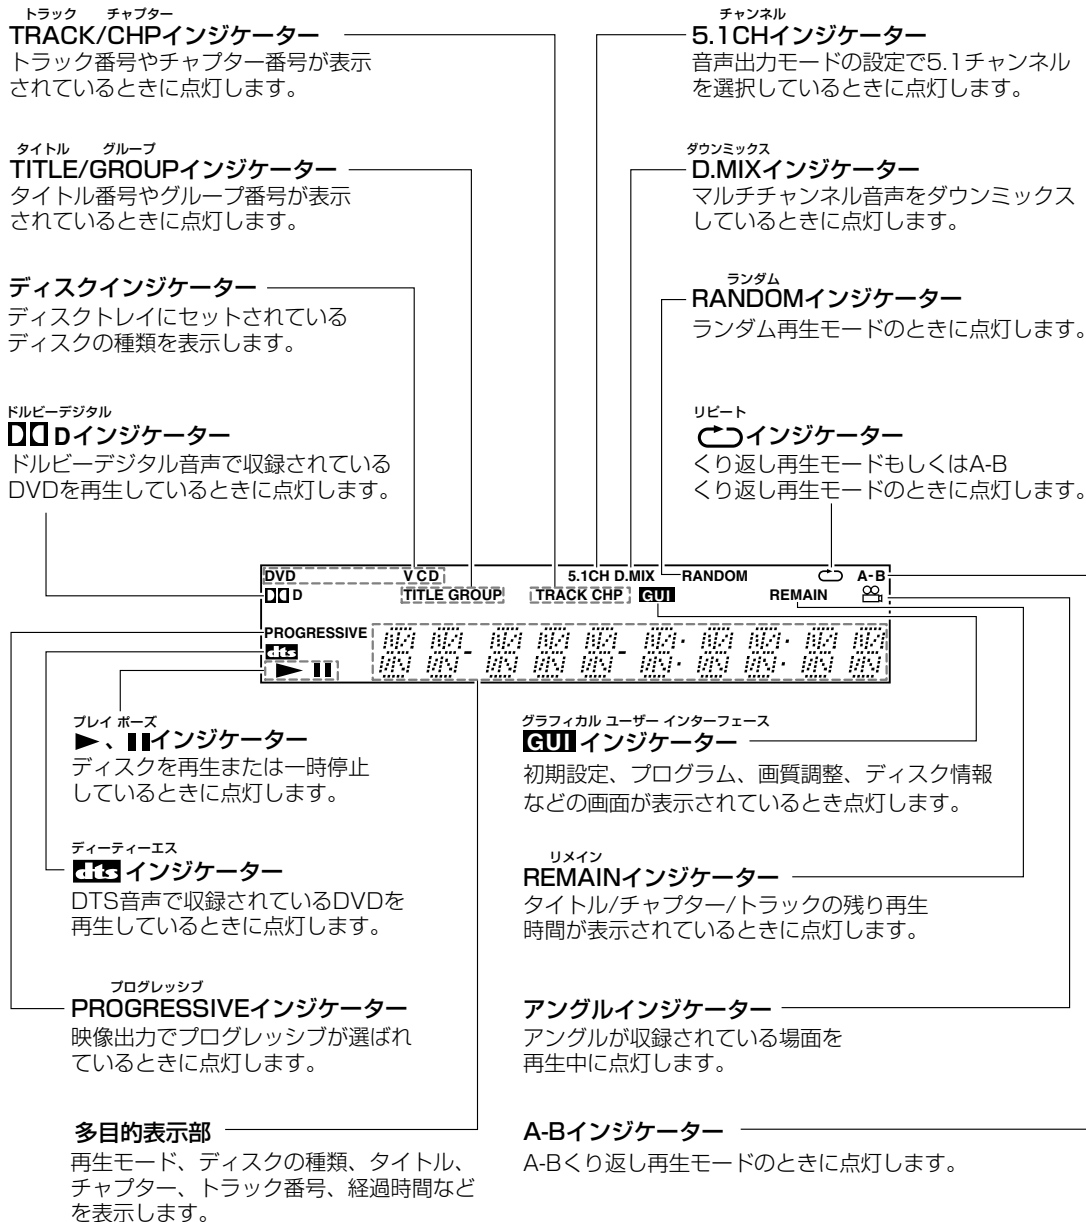 トラック チャプター
TRACK/CHPインジケーター
トラック番号やチャプター番号が表示
されているときに点灯します。
タイトル グループ
TITLE/GROUPインジケーター
タイトル番号やグループ番号が表示
されているときに点灯します。
ディスクインジケーター
ディスクトレイにセットされている
ディスクの種類を表示します。
ドルビーデジタル
Dインジケーター
ドルビーデジタル音声で収録されている
DVDを再生しているときに点灯します。
チャンネル
5.1CHインジケーター
音声出力モードの設定で5.1チャンネル
を選択しているときに点灯します。
ダウンミックス
D.MIXインジケーター
マルチチャンネル音声をダウンミックス
しているときに点灯します。
ランダム
RANDOMインジケーター
ランダム再生モードのときに点灯します。
リピート
インジケーター
くり返し再生モードもしくはA-B
くり返し再生モードのときに点灯します。
DVD VCD 5.1CH D.MIX RANDOM A-B
D TITLE GROUP TRACK CHP GUI REMAIN
PROGRESSIVE
dts
プレイ ポーズ
►、❚❚インジケーター
ディスクを再生または一時停止
しているときに点灯します。
ディーティーエス
dtsインジケーター
DTS音声で収録されているDVDを
再生しているときに点灯します。
プログレッシブ
PROGRESSIVEインジケーター
映像出力でプログレッシブが選ばれ
ているときに点灯します。
多目的表示部
再生モード、ディスクの種類、タイトル、
チャプター、トラック番号、経過時間など
を表示します。
グラフィカル ユーザー インターフェース
GUIインジケーター
初期設定、プログラム、画質調整、ディスク情報
などの画面が表示されているとき点灯します。
リメイン
REMAINインジケーター
タイトル/チャプター/トラックの残り再生
時間が表示されているときに点灯します。
アングルインジケーター
アングルが収録されている場面を
再生中に点灯します。
A-Bインジケーター
A-Bくり返し再生モードのときに点灯します。